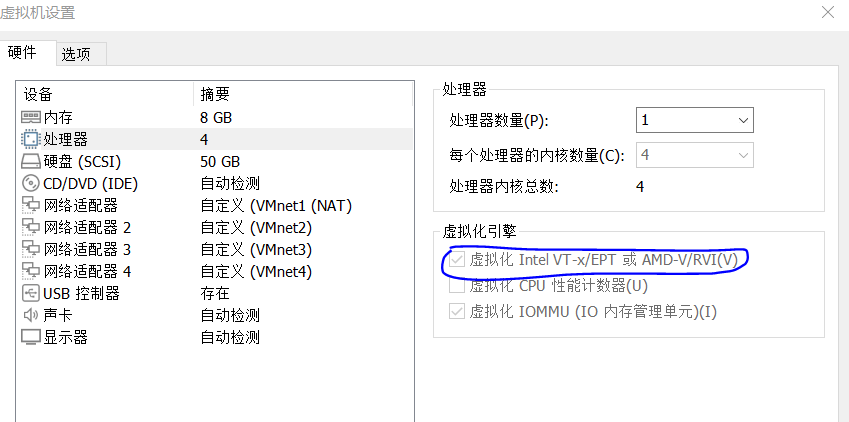 虚拟机设置
硬件 选项
设备 摘要
内存 8 GB
处理器 4
硬盘 (SCSI) 50 GB
CD/DVD (IDE) 自动检测
网络适配器 自定义 (VMnet1 (NAT)
网络适配器 2 自定义 (VMnet2)
网络适配器 3 自定义 (VMnet3)
网络适配器 4 自定义 (VMnet4)
USB 控制器 存在
声卡 自动检测
显示器 自动检测
处理器
处理器数量(P): 1
每个处理器的内核数量(C): 4
处理器内核总数: 4
虚拟化引擎
虚拟化 Intel VT-x/EPT 或 AMD-V/RVI(V)
虚拟化 CPU 性能计数器(U)
虚拟化 IOMMU (IO 内存管理单元)(I)